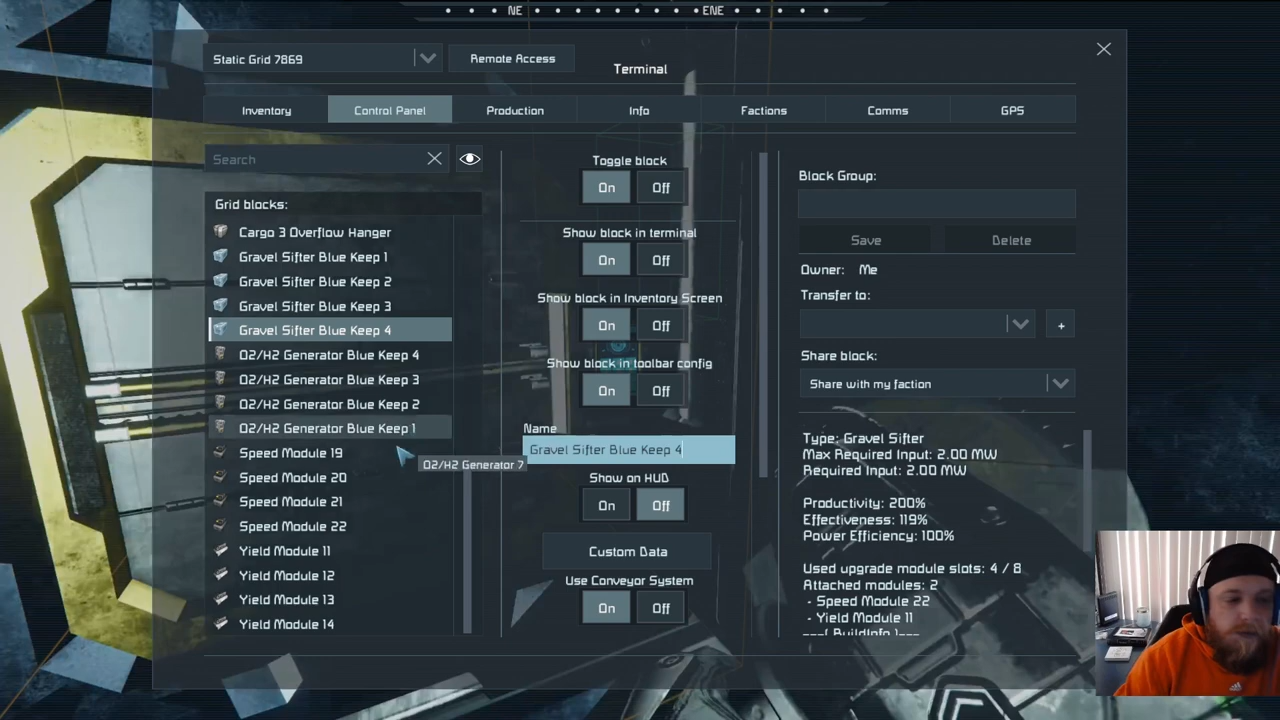 NE
ENE
Static Grid 7869
Remote Access
Terminal
Inventory
Control Panel
Production
Info
Factions
Comms
GPS
Search
Grid blocks:
Cargo 3 Overflow Hanger
Gravel Sifter Blue Keep 1
Gravel Sifter Blue Keep 2
Gravel Sifter Blue Keep 3
Gravel Sifter Blue Keep 4
O2/H2 Generator Blue Keep 4
O2/H2 Generator Blue Keep 3
O2/H2 Generator Blue Keep 2
O2/H2 Generator Blue Keep 1
Speed Module 19
O2/H2 Generator 7
Speed Module 20
Speed Module 21
Speed Module 22
Yield Module 11
Yield Module 12
Yield Module 13
Yield Module 14
Toggle block
On Off
Show block in terminal
On Off
Show block in Inventory Screen
On Off
Show block in toolbar config
On Off
Name
Gravel Sifter Blue Keep 4
Show on HUD
On Off
Custom Data
Use Conveyor System
On Off
Block Group:
Save Delete
Owner: Me
Transfer to:
+
Share block:
Share with my faction
Type: Gravel Sifter
Max Required Input: 2.00 MW
Required Input: 2.00 MW
Productivity: 200%
Effectiveness: 119%
Power Efficiency: 100%
Used upgrade module slots: 4 / 8
Attached modules: 2
- Speed Module 22
- Yield Module 11
---[ BuildInfo ]---